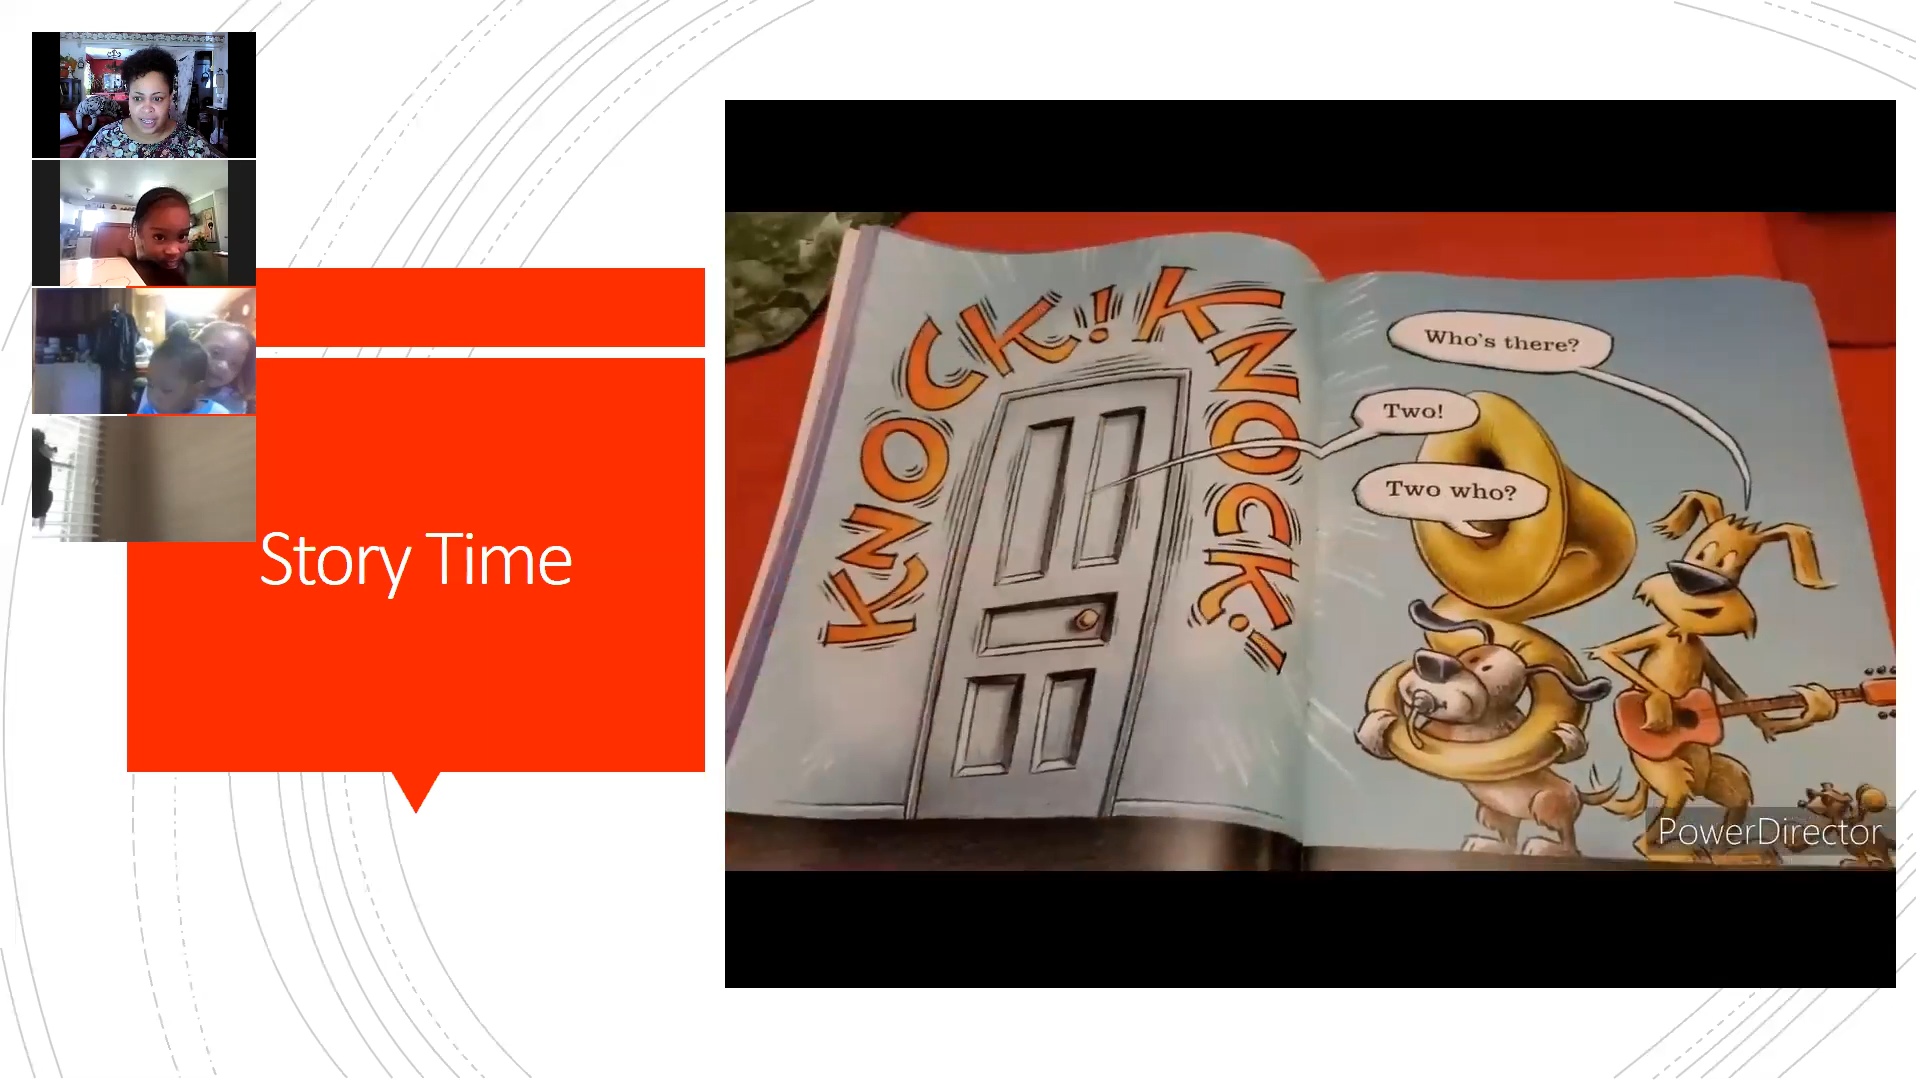 Story Time
KNOCK! KNOCK!
Who's there?
Two!
Two who?
PowerDirector